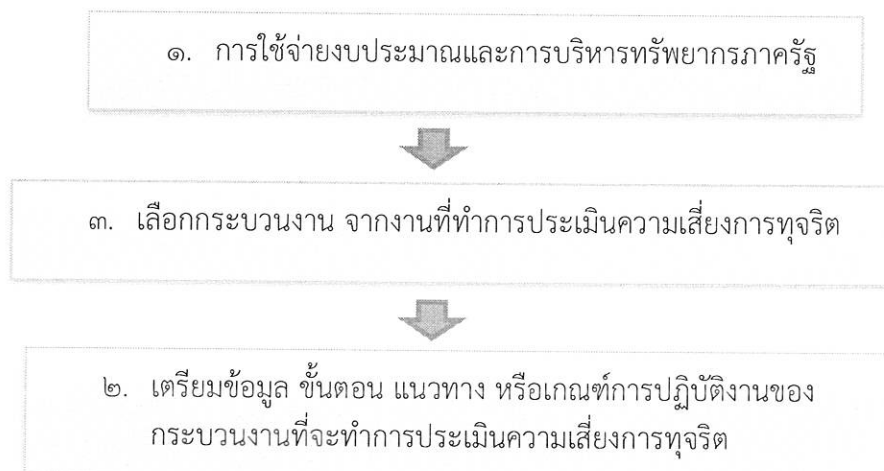 ๑. การใช้จ่ายงบประมาณและการบริหารทรัพยากรภาครัฐ
๓. เลือกกระบวนงาน จากงานที่ทำการประเมินความเสี่ยงการทุจริต
๒. เตรียมข้อมูล ขั้นตอน แนวทาง หรือเกณฑ์การปฏิบัติงานของ
กระบวนงานที่จะทำการประเมินความเสี่ยงการทุจริต